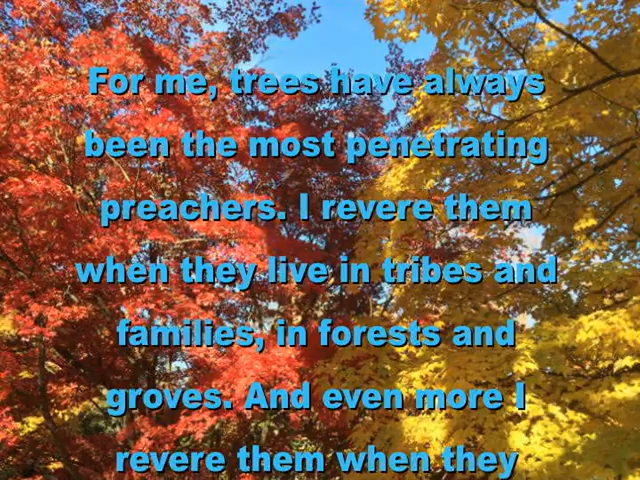 For me, trees have always
been the most penetrating
preachers. I revere them
when they live in tribes and
families, in forests and
groves. And even more I
revere them when they